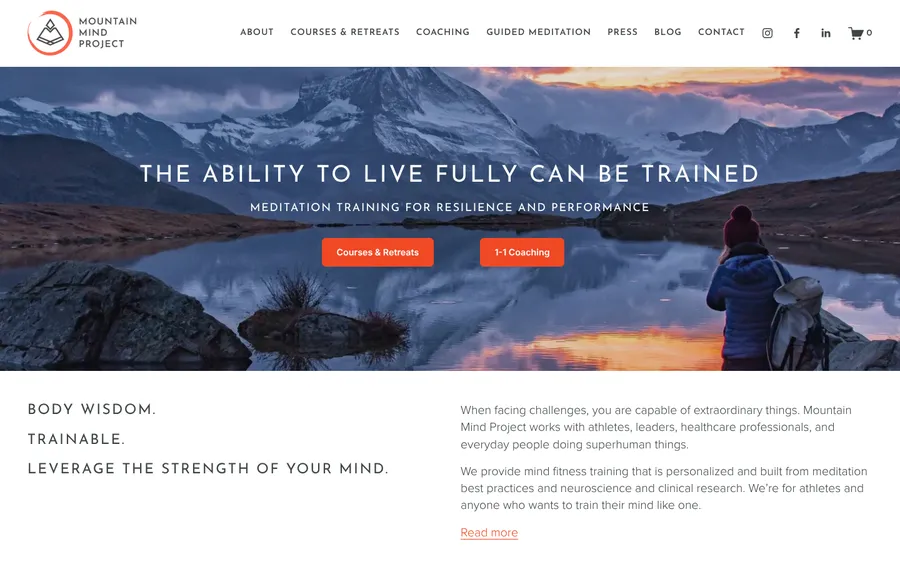 MOUNTAIN
MIND
PROJECT
ABOUT COURSES & RETREATS COACHING GUIDED MEDITATION PRESS BLOG CONTACT 0
THE ABILITY TO LIVE FULLY CAN BE TRAINED
MEDITATION TRAINING FOR RESILIENCE AND PERFORMANCE
Courses & Retreats 1-1 Coaching
BODY WISDOM.
TRAINABLE.
LEVERAGE THE STRENGTH OF YOUR MIND.
When facing challenges, you are capable of extraordinary things. Mountain
Mind Project works with athletes, leaders, healthcare professionals, and
everyday people doing superhuman things.
We provide mind fitness training that is personalized and built from meditation
best practices and neuroscience and clinical research. We’re for athletes and
anyone who wants to train their mind like one.
Read more